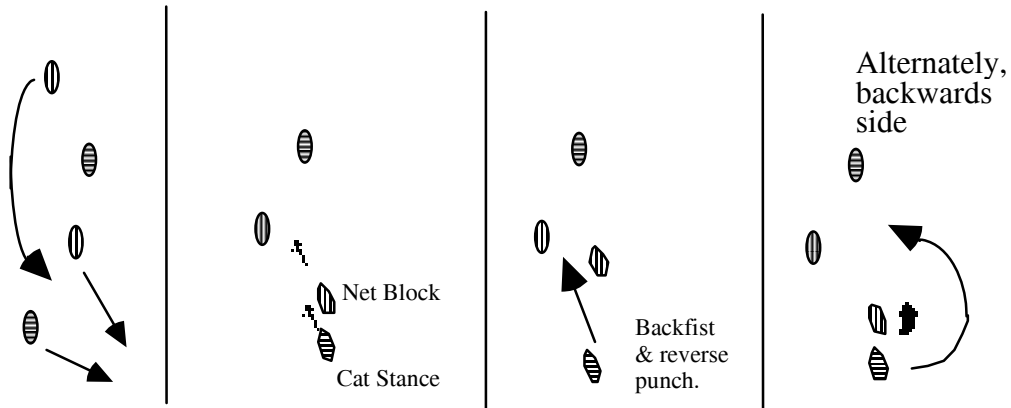 Net Block
Cat Stance
Backfist
& reverse
punch.
Alternately,
backwards
side